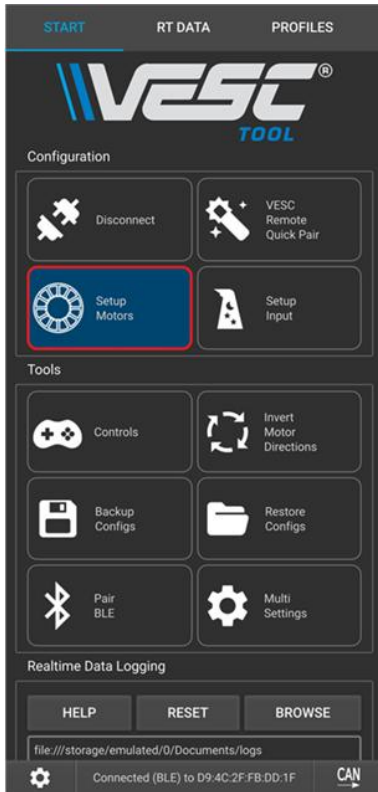 START RT DATA PROFILES
VESC®
TOOL
Configuration
Disconnect
VESC
Remote
Quick Pair
Setup
Motors
Setup
Input
Tools
Controls
Invert
Motor
Directions
Backup
Configs
Restore
Configs
Pair
BLE
Multi
Settings
Realtime Data Logging
HELP RESET BROWSE
file:///storage/emulated/0/Documents/logs
Connected (BLE) to D9:4C:2F:FB:DD:1F CAN